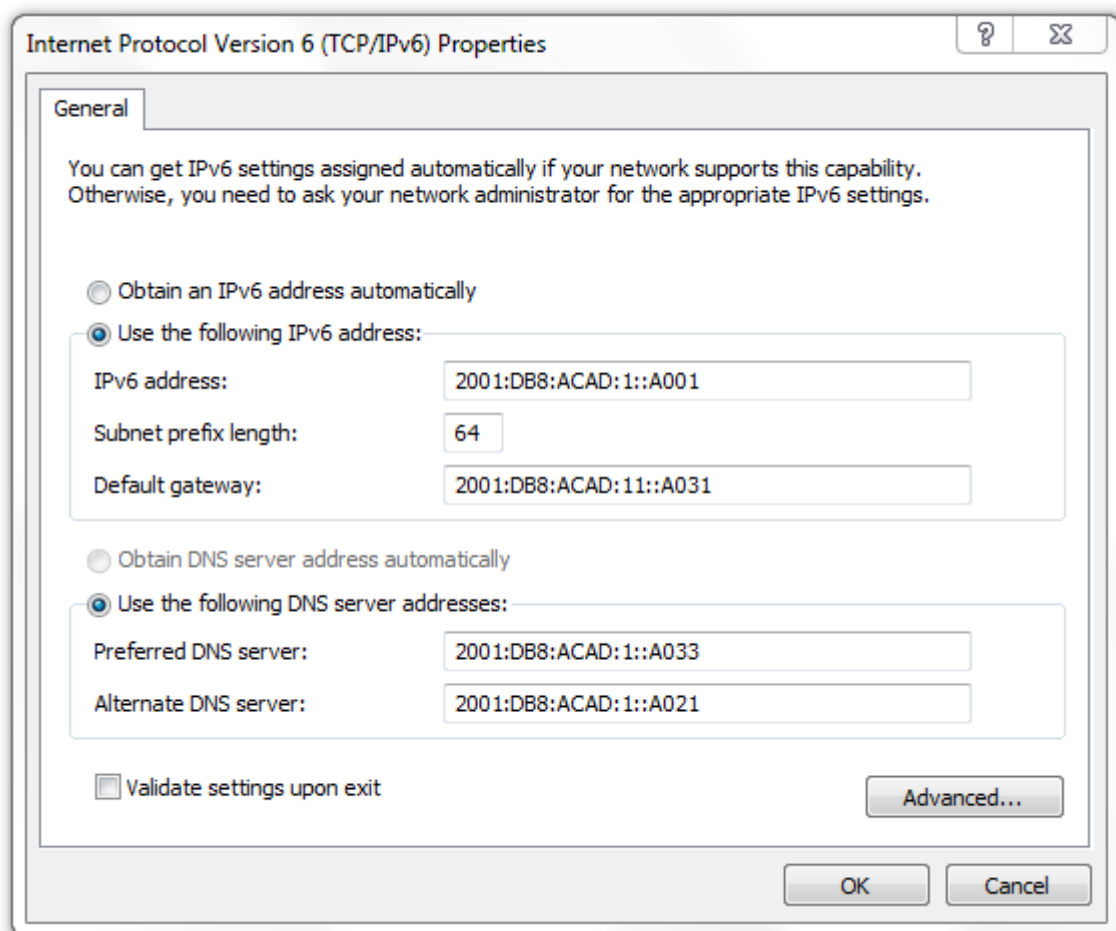 Internet Protocol Version 6 (TCP/IPv6) Properties
General
You can get IPv6 settings assigned automatically if your network supports this capability.
Otherwise, you need to ask your network administrator for the appropriate IPv6 settings.
Obtain an IPv6 address automatically
Use the following IPv6 address:
IPv6 address: 2001:DB8:ACAD:1::A001
Subnet prefix length: 64
Default gateway: 2001:DB8:ACAD:11::A031
Obtain DNS server address automatically
Use the following DNS server addresses:
Preferred DNS server: 2001:DB8:ACAD:1::A033
Alternate DNS server: 2001:DB8:ACAD:1::A021
Validate settings upon exit
Advanced...
OK Cancel